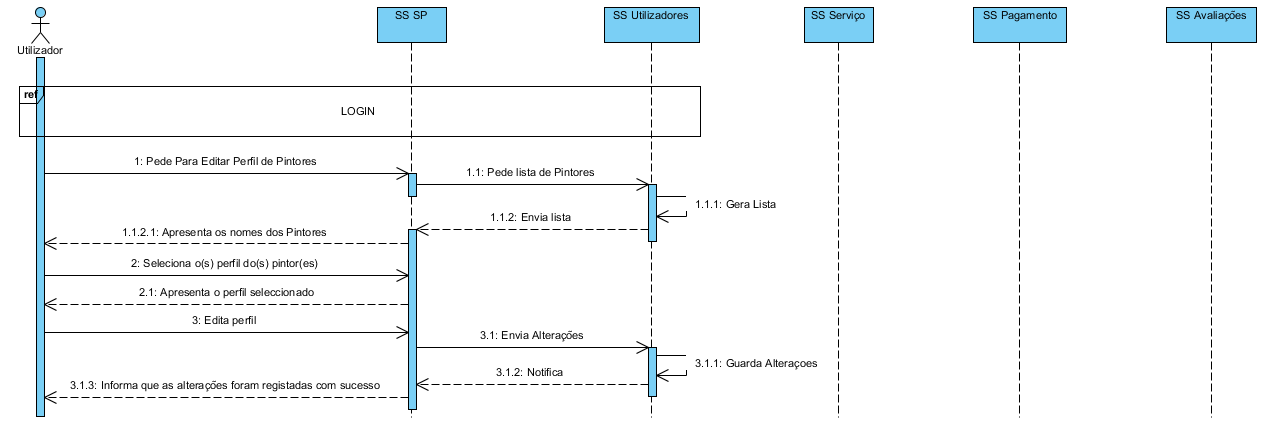 SS SP
SS Utilizadores
SS Serviço
SS Pagamento
SS Avaliações
Utilizador
ref
LOGIN
1: Pede Para Editar Perfil de Pintores
1.1: Pede lista de Pintores
1.1.1: Gera Lista
1.1.2: Envia lista
1.1.2.1: Apresenta os nomes dos Pintores
2: Seleciona o(s) perfil do(s) pintor(es)
2.1: Apresenta o perfil seleccionado
3: Edita perfil
3.1: Envia Alterações
3.1.1: Guarda Alteraçoes
3.1.2: Notifica
3.1.3: Informa que as alterações foram registadas com sucesso